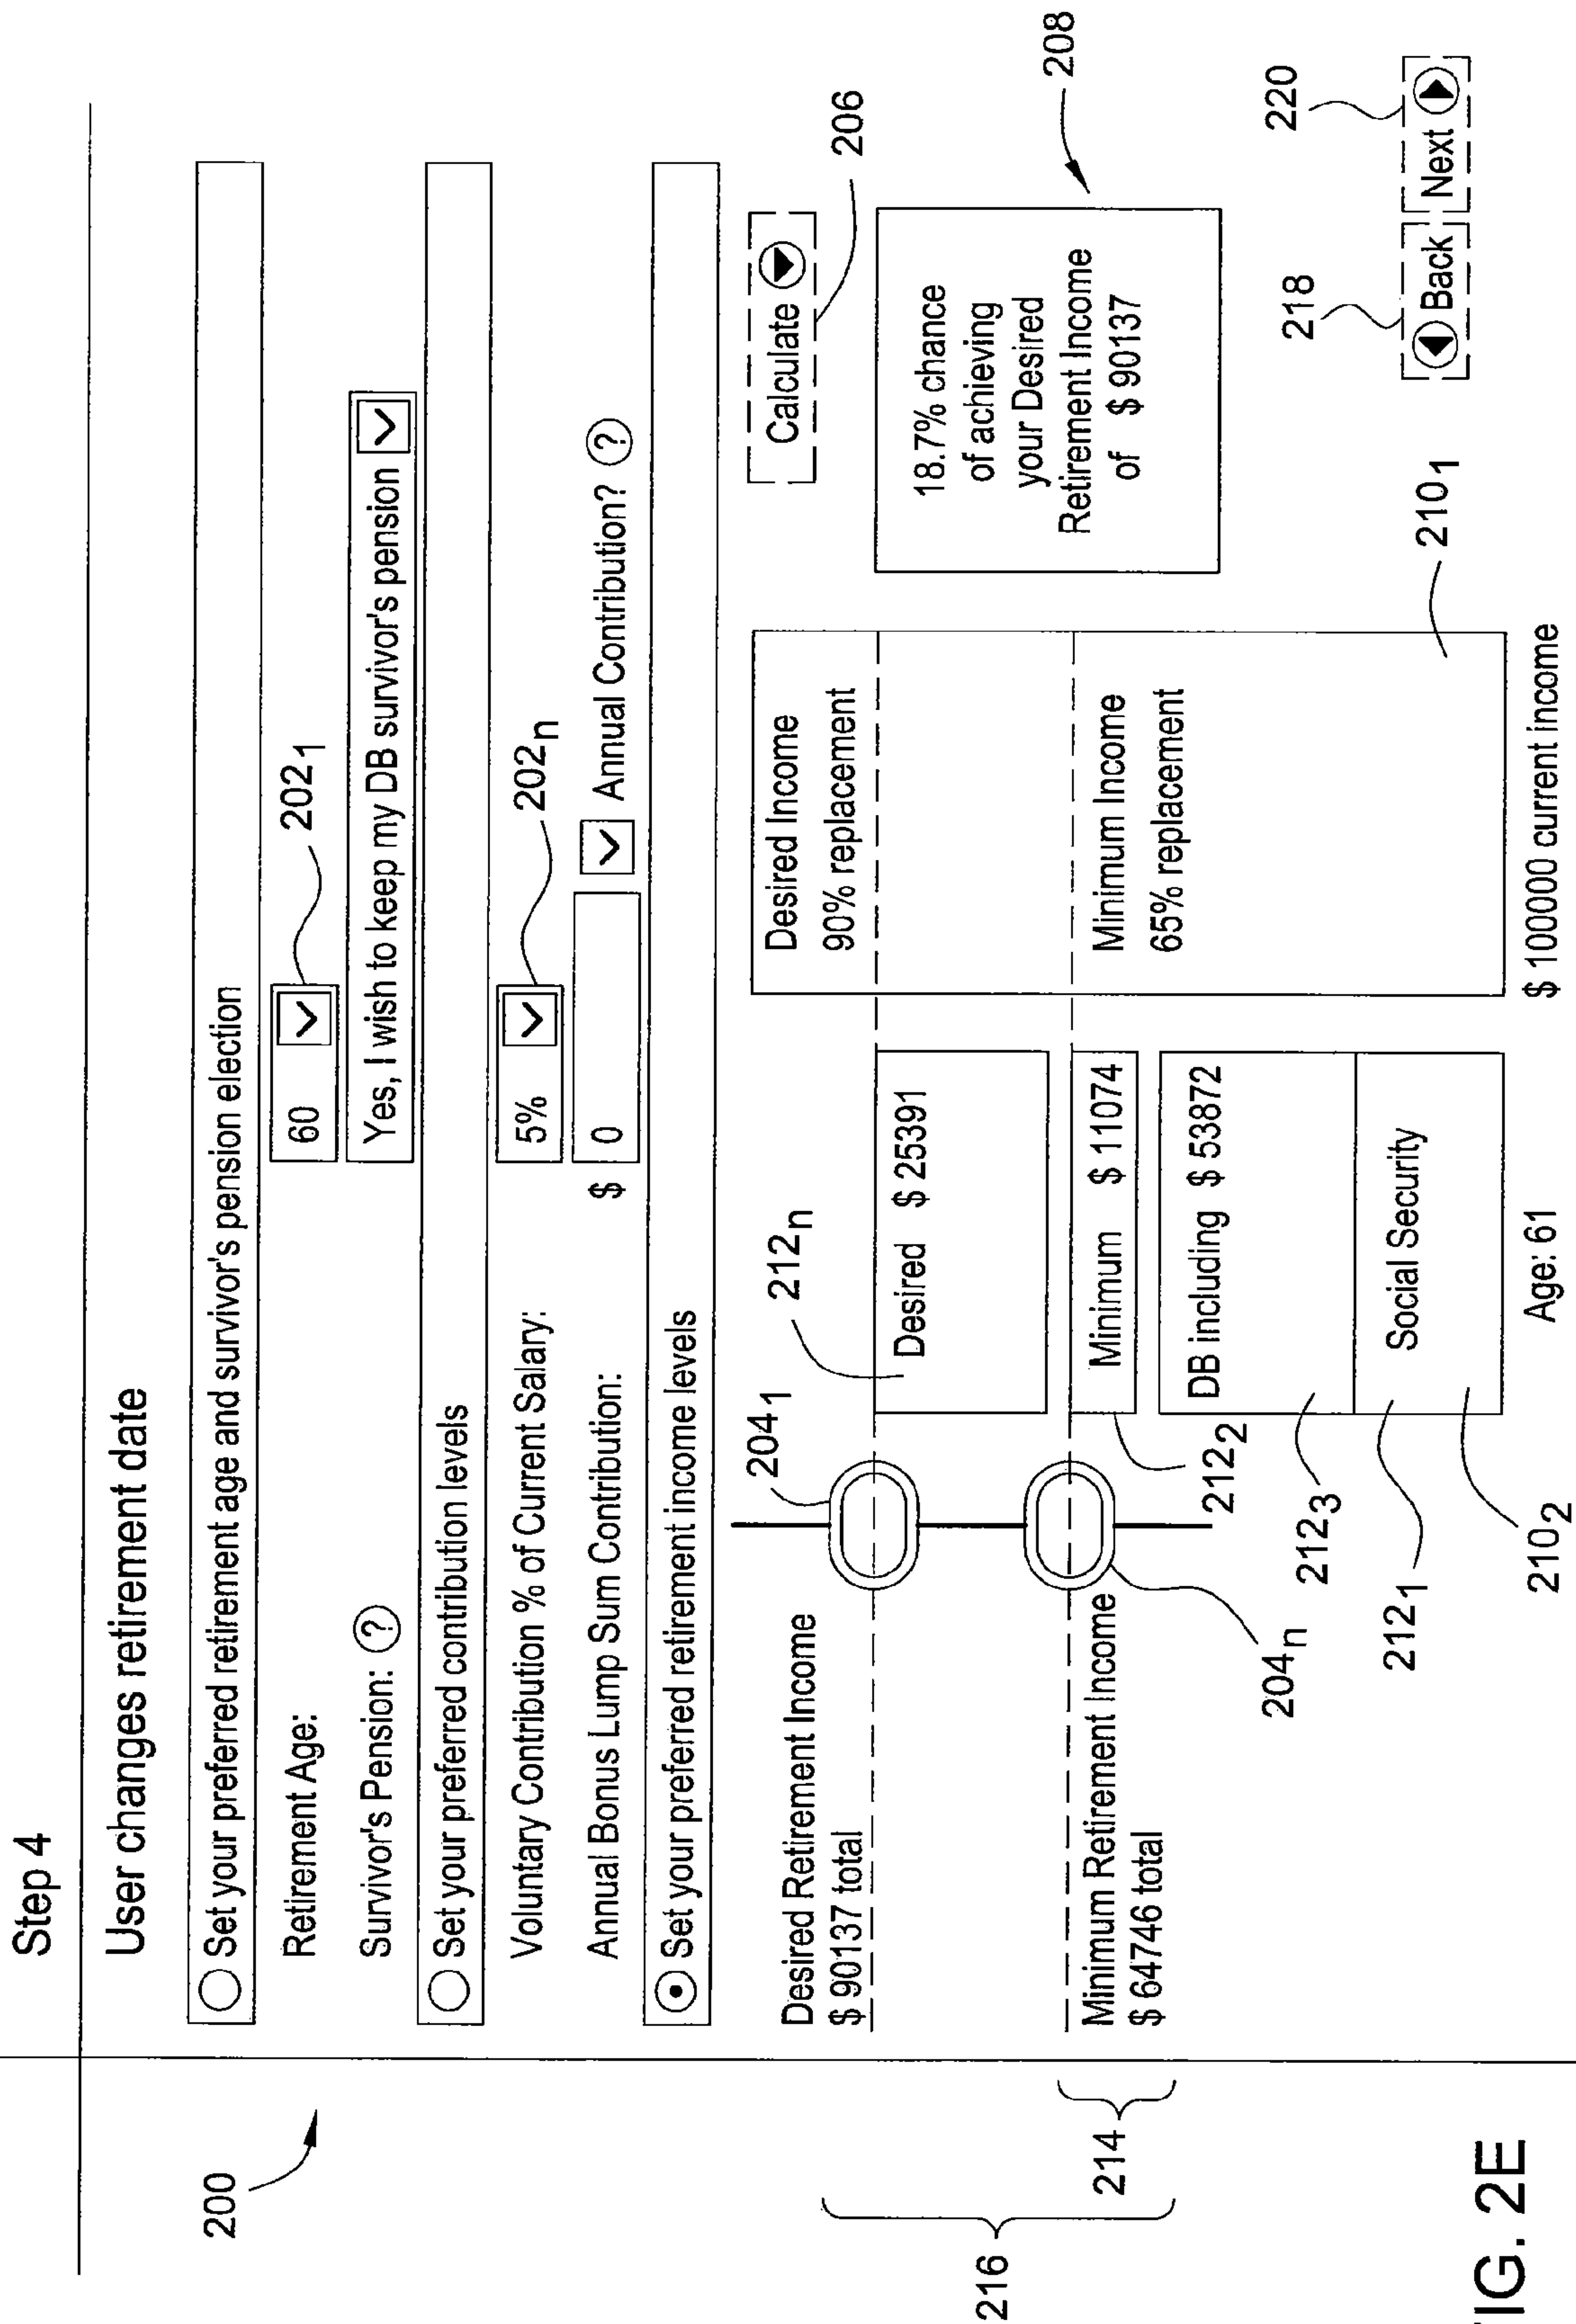 Step 4
200
User changes retirement date
Set your preferred retirement age and survivor's pension election
Retirement Age: 60
202₁
Survivor's Pension: ? Yes, I wish to keep my DB survivor's pension
Set your preferred contribution levels
Voluntary Contribution % of Current Salary: 5%
202ₙ
Annual Bonus Lump Sum Contribution: $ 0 Annual Contribution? ?
Set your preferred retirement income levels
Calculate
206
Desired Retirement Income
$ 90137 total
204₁
212ₙ
Desired $ 25391
Desired Income
90% replacement
18.7% chance
of achieving
your Desired
Retirement Income
of $ 90137
208
216
214
Minimum Retirement Income
$ 64746 total
204ₙ
212₂
Minimum $ 11074
Minimum Income
65% replacement
DB including $ 53872
212₃
Social Security
212₁
210₂
210₁
218
220
Back
Next
Age: 61
$ 100000 current income
IG. 2E